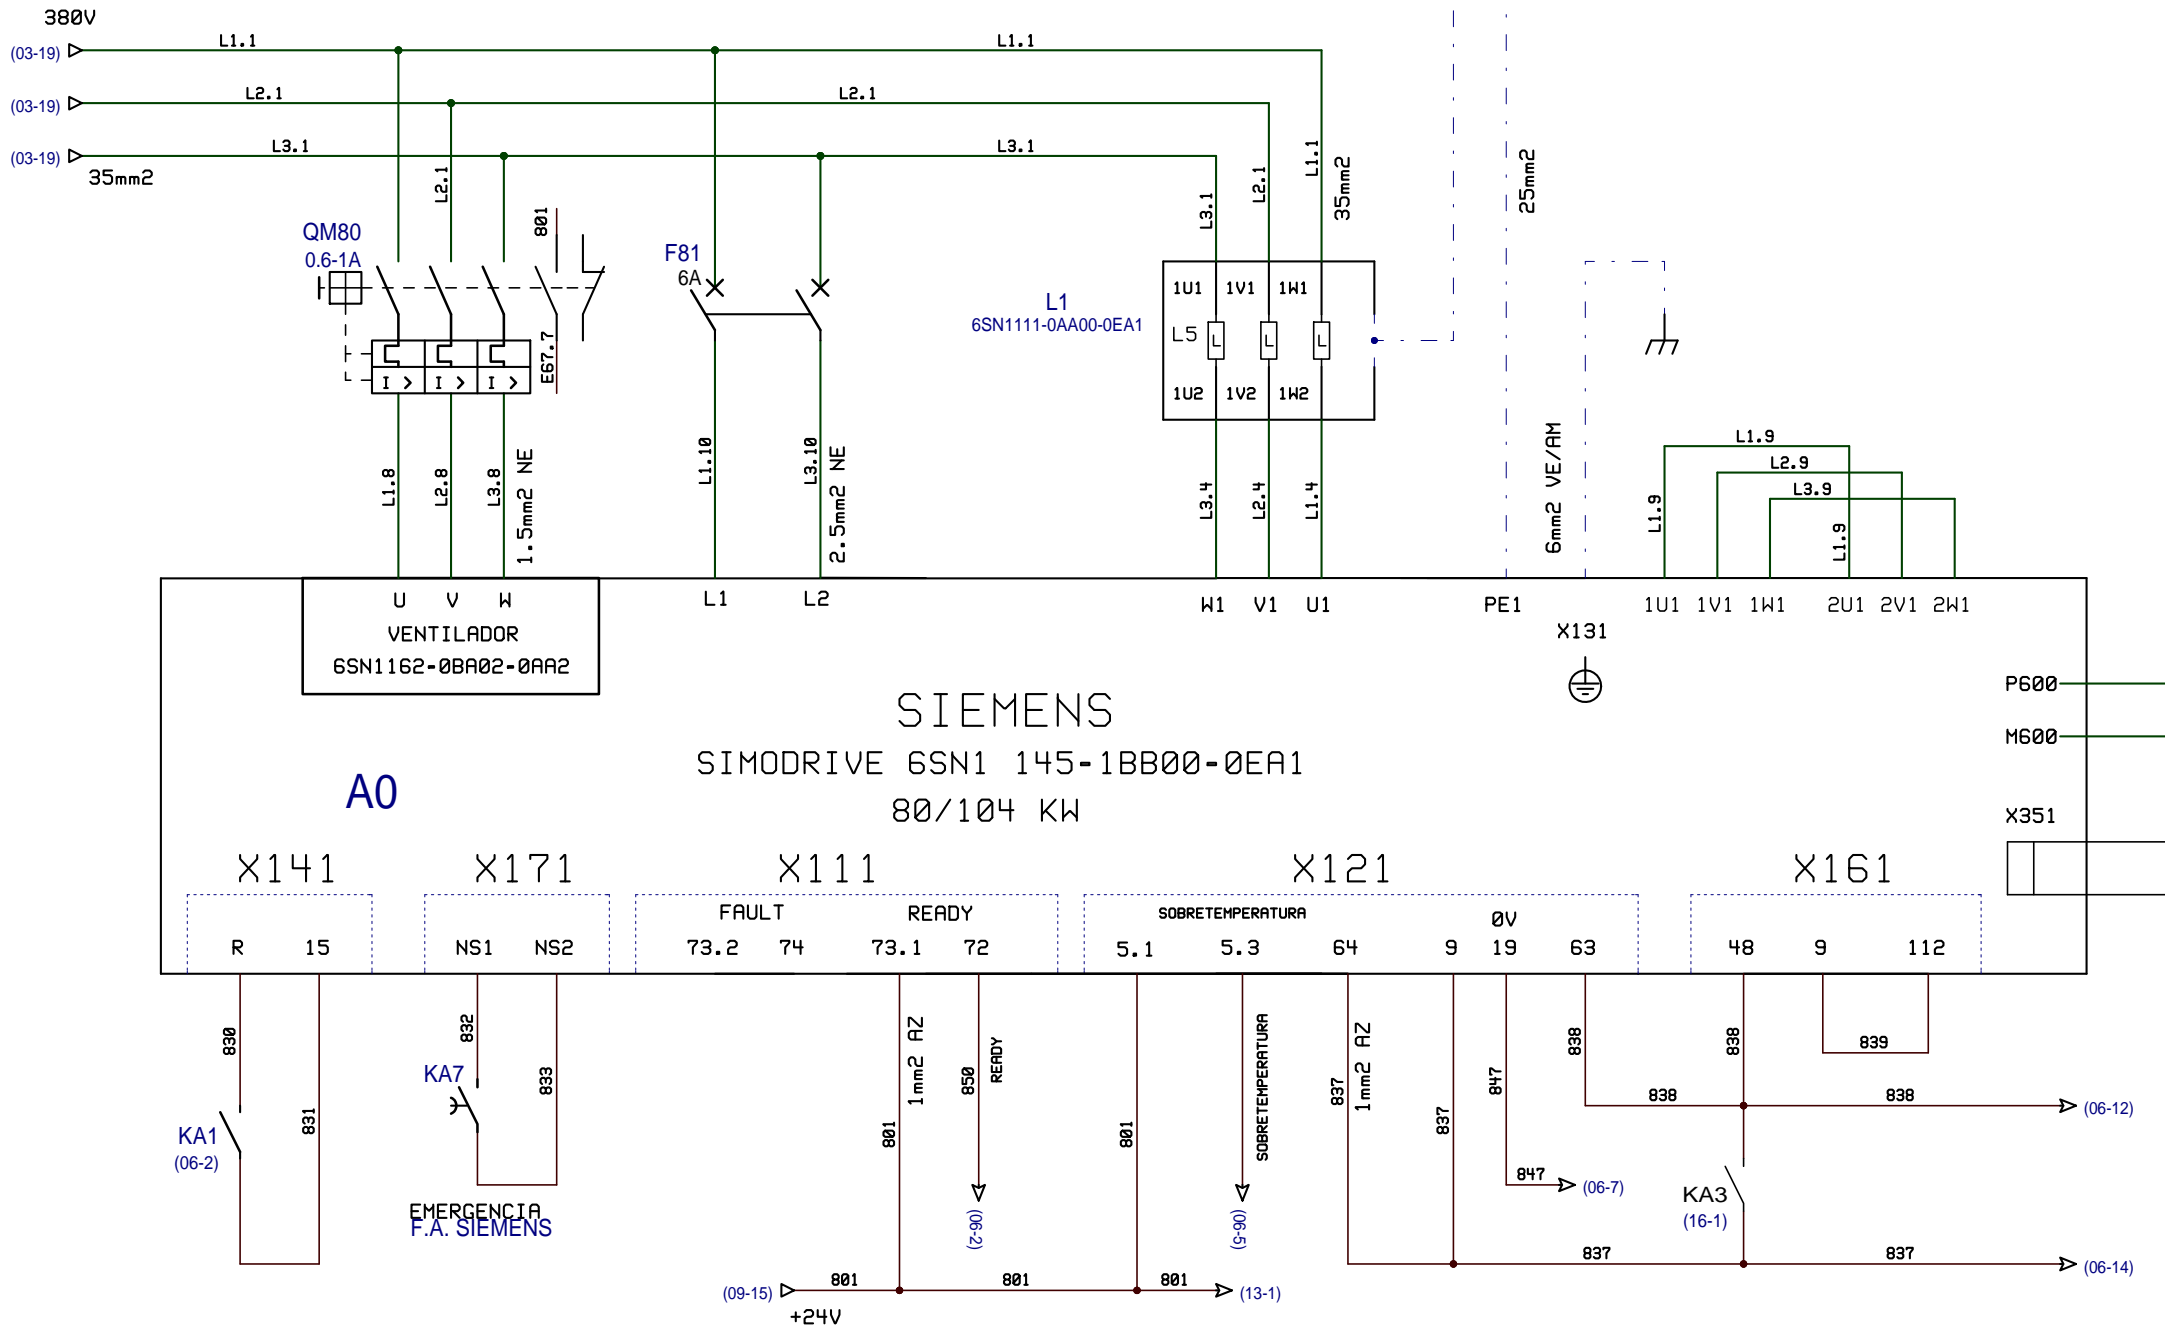 380V
(03-19) L1.1 L1.1
(03-19) L2.1 L2.1
(03-19) L3.1 L3.1
35mm2
L2.1
801
L3.1
L2.1
L1.1
35mm2
25mm2
QM80
0.6-1A
F81
6A
E67.7
I > I > I >
L1
6SN1111-0AA00-0EA1
1U1 1V1 1W1
L5 L L L
1U2 1V2 1W2
L1.8
L2.8
L3.8
1.5mm2 NE
L1.10
L3.10
2.5mm2 NE
L3.4
L2.4
L1.4
6mm2 VE/AM
L1.9
L2.9
L3.9
L1.9
L1.9
U V W
VENTILADOR
6SN1162-0BA02-0AA2
L1 L2
W1 V1 U1
PE1
X131
1U1 1V1 1W1 2U1 2V1 2W1
SIEMENS
SIMODRIVE 6SN1 145-1BB00-0EA1
80/104 KW
A0
P600
M600
X351
X141 X171 X111 X121 X161
FAULT READY SOBRETEMPERATURA 0V
R 15 NS1 NS2 73.2 74 73.1 72 5.1 5.3 64 9 19 63 48 9 112
830
831
KA1
(06-2)
832
833
KA7
EMERGENCIA
F.A. SIEMENS
801
1mm2 AZ
850
READY
(06-2)
801
SOBRETEMPERATURA
(06-5)
837
1mm2 AZ
837
847
847 (06-7)
838
838
839
838 838 (06-12)
KA3
(16-1)
837 837 (06-14)
(09-15) 801 801 801 (13-1)
+24V